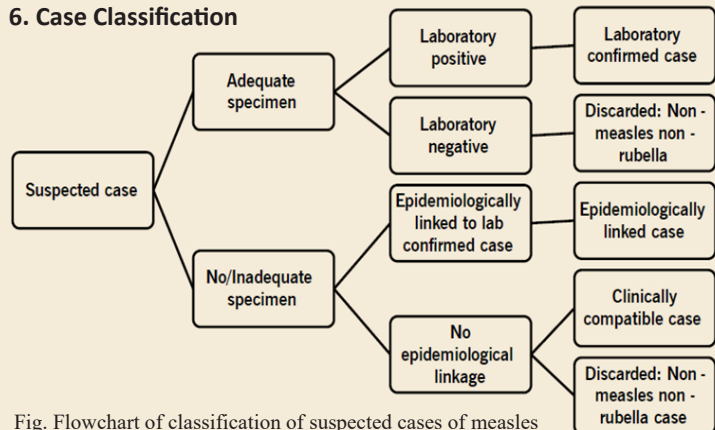 6. Case Classification
Suspected case
Adequate
specimen
No/Inadequate
specimen
Laboratory
positive
Laboratory
negative
Epidemiologically
linked to lab
confirmed case
No
epidemiological
linkage
Laboratory
confirmed case
Discarded: Non -
measles non -
rubella
Epidemiologically
linked case
Clinically
compatible case
Discarded: Non -
measles non -
rubella case
Fig. Flowchart of classification of suspected cases of measles